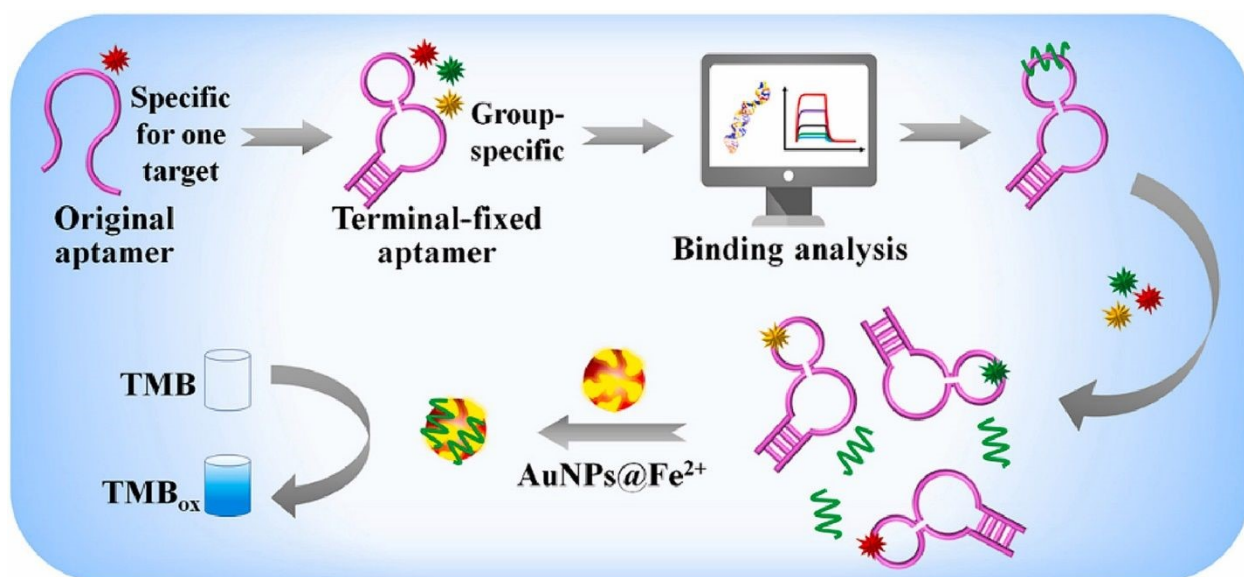 Specific
for one
target
Original
aptamer
Group-
specific
Terminal-fixed
aptamer
Binding analysis
TMB
TMBₒₓ
AuNPs@Fe²⁺